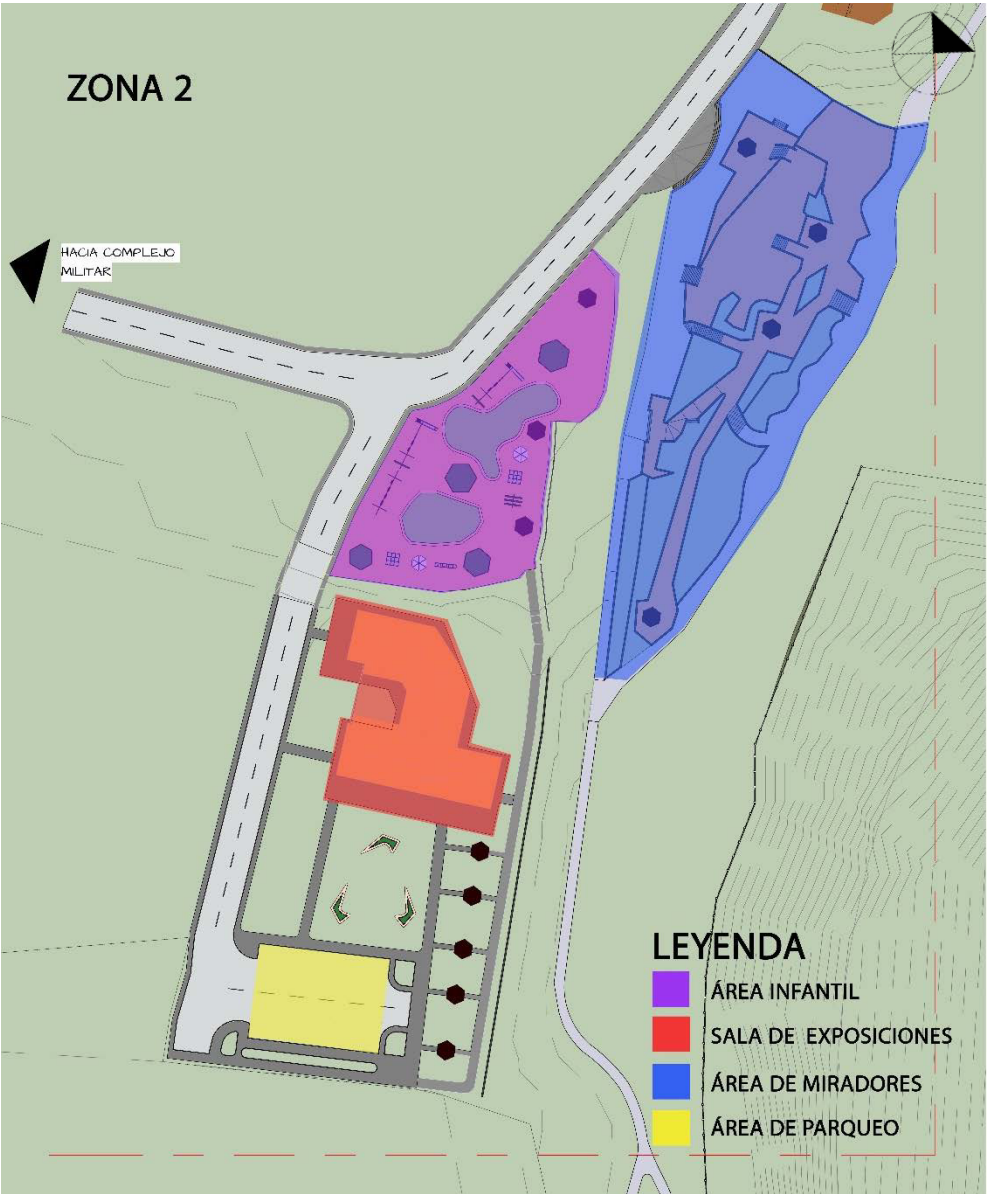 ZONA 2
HACIA COMPLEJO
MILITAR
LEYENDA
ÁREA INFANTIL
SALA DE EXPOSICIONES
ÁREA DE MIRADORES
ÁREA DE PARQUEO